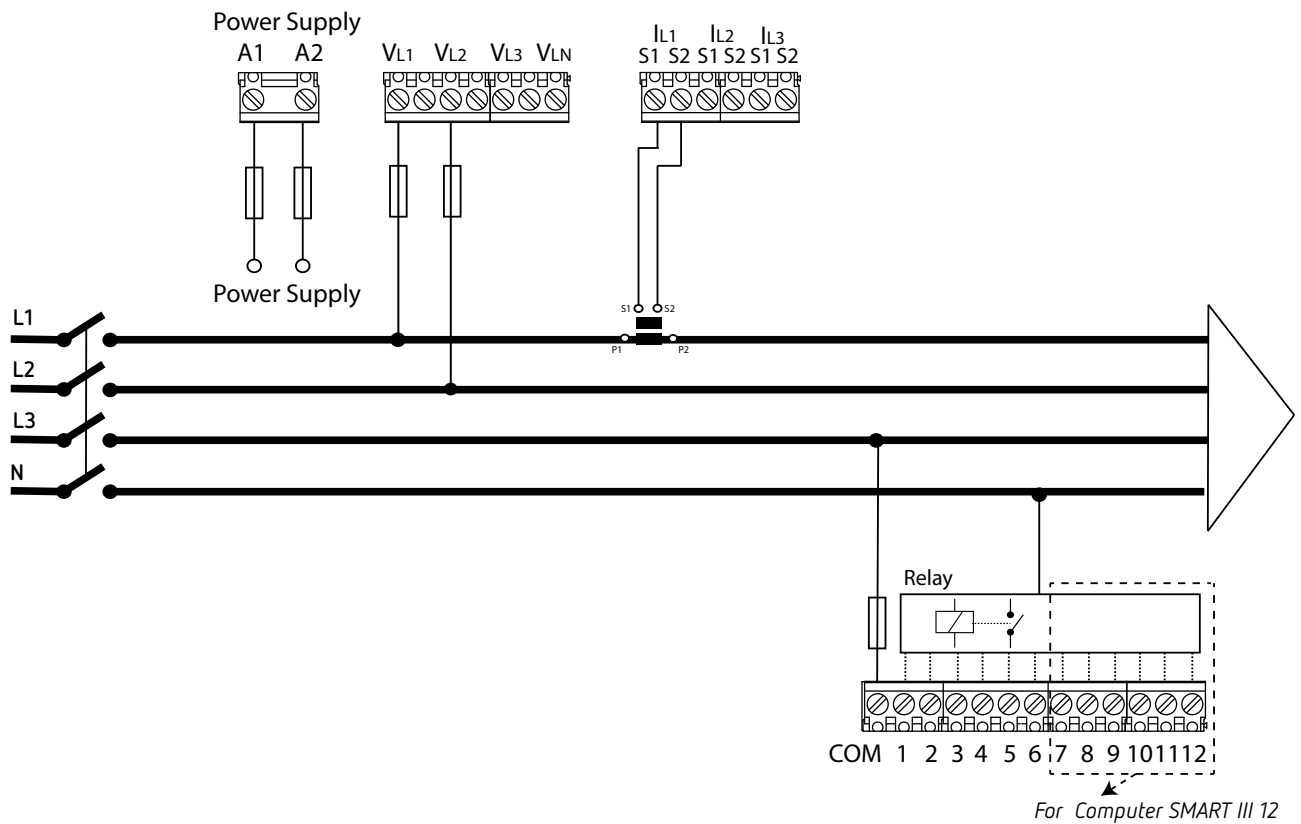 Power Supply
A1 A2
VL1 VL2 VL3 VLN
IL1 IL2 IL3
S1 S2 S1 S2 S1 S2
Power Supply
S1 S2
P1 P2
L1
L2
L3
N
Relay
COM 1 2 3 4 5 6 7 8 9 10 11 12
For Computer SMART III 12